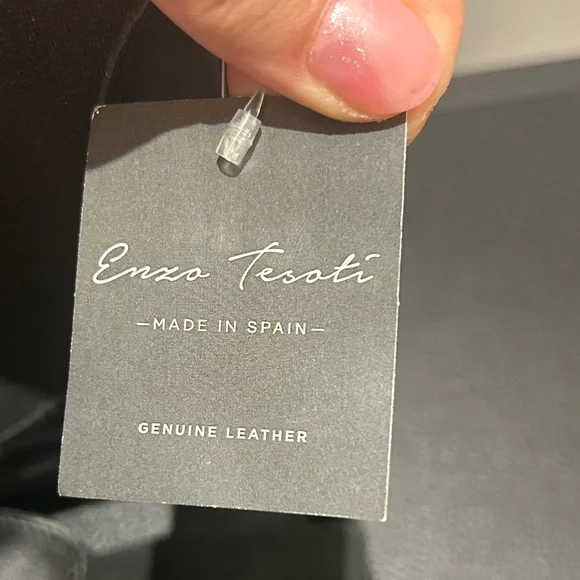 Enzo Tesoti
—MADE IN SPAIN—
GENUINE LEATHER